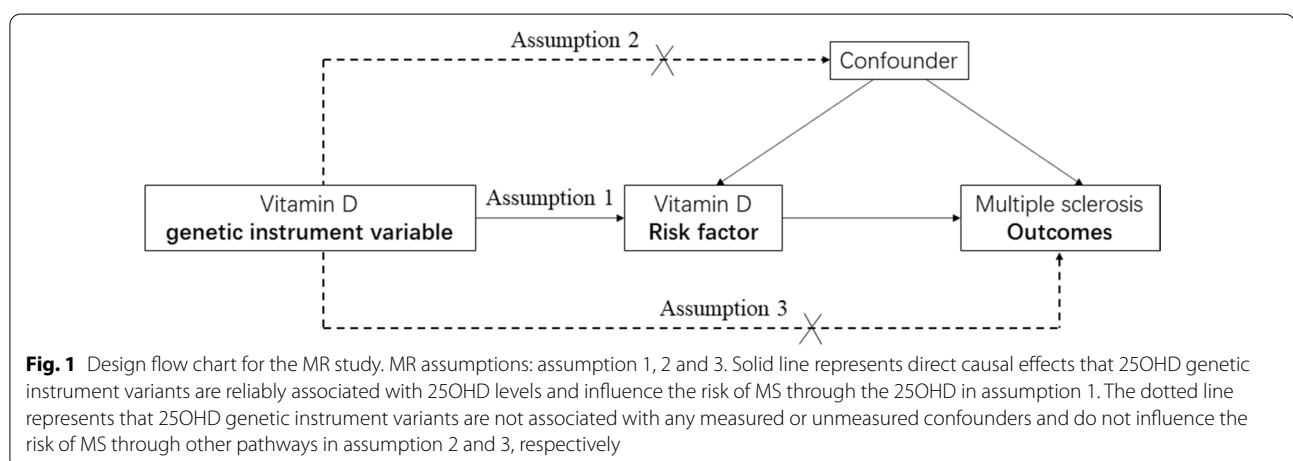 Assumption 2
Confounder
Vitamin D
genetic instrument variable
Assumption 1
Vitamin D
Risk factor
Multiple sclerosis
Outcomes
Assumption 3
Fig. 1 Design flow chart for the MR study. MR assumptions: assumption 1, 2 and 3. Solid line represents direct causal effects that 25OHD genetic
instrument variants are reliably associated with 25OHD levels and influence the risk of MS through the 25OHD in assumption 1. The dotted line
represents that 25OHD genetic instrument variants are not associated with any measured or unmeasured confounders and do not influence the
risk of MS through other pathways in assumption 2 and 3, respectively